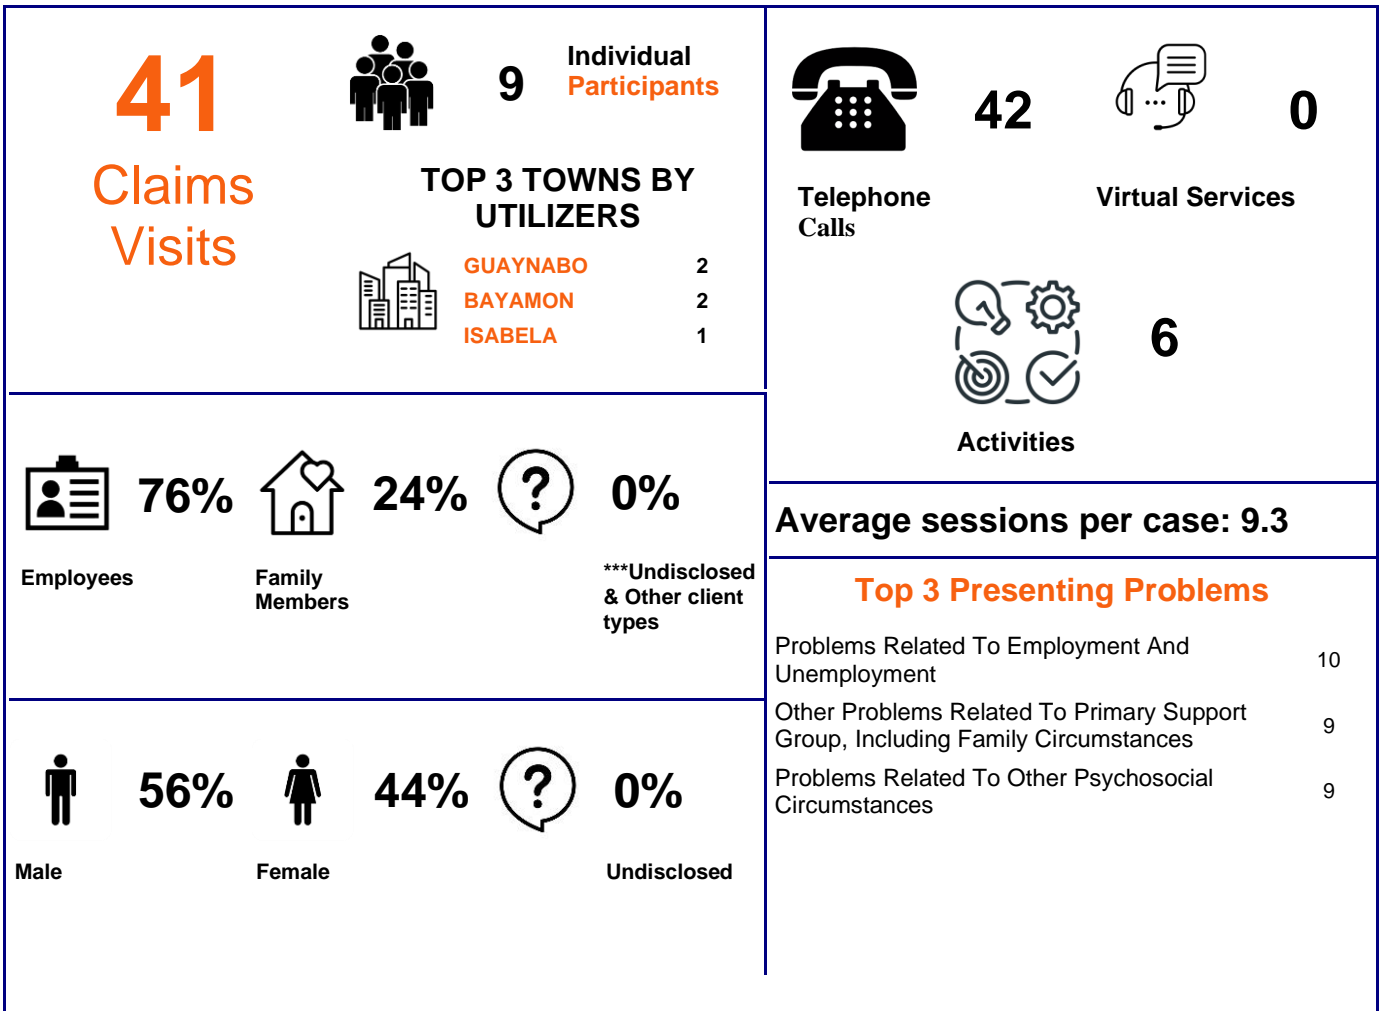 41
Claims
Visits
9
Individual
Participants
TOP 3 TOWNS BY
UTILIZERS
GUAYNABO 2
BAYAMON 2
ISABELA 1
42
Telephone
Calls
0
Virtual Services
6
Activities
76%
Employees
24%
Family
Members
?
0%
***Undisclosed
& Other client
types
Average sessions per case: 9.3
Top 3 Presenting Problems
Problems Related To Employment And
Unemployment 10
Other Problems Related To Primary Support
Group, Including Family Circumstances 9
Problems Related To Other Psychosocial
Circumstances 9
56%
Male
44%
Female
?
0%
Undisclosed